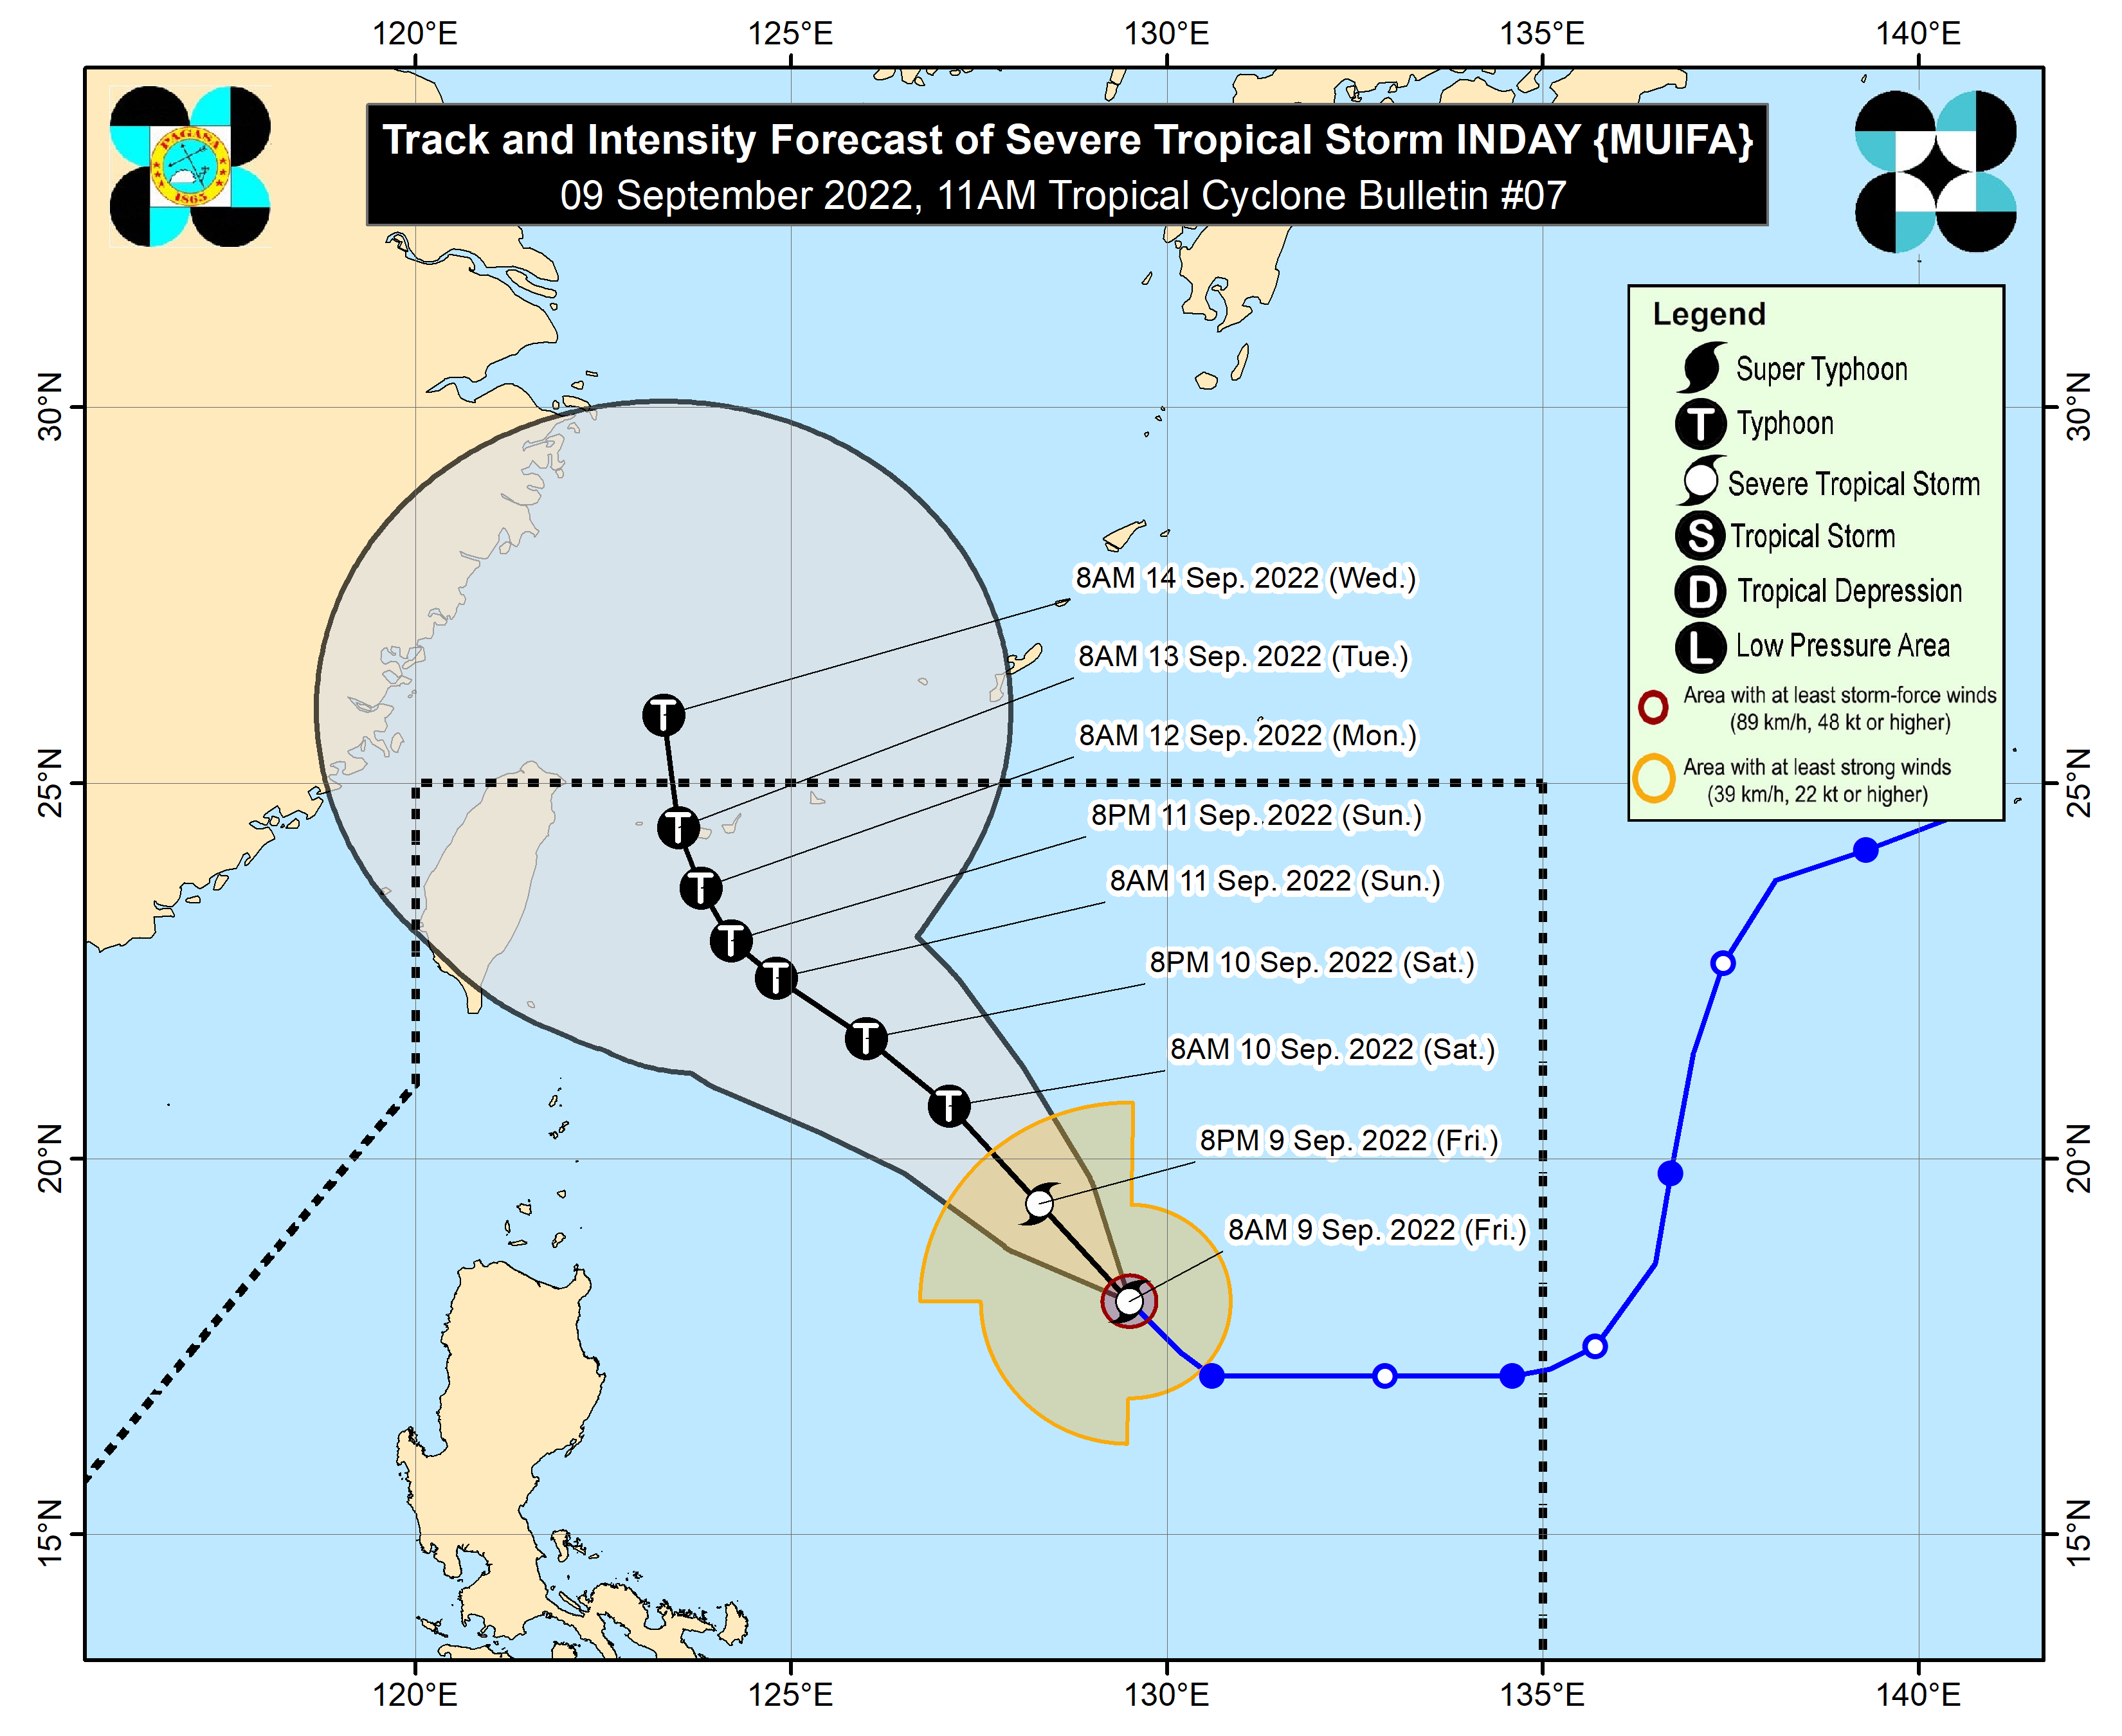 120°E 125°E 130°E 135°E 140°E
PAGASA
1865
Track and Intensity Forecast of Severe Tropical Storm INDAY {MUIFA}
09 September 2022, 11AM Tropical Cyclone Bulletin #07
Legend
Super Typhoon
T Typhoon
Severe Tropical Storm
S Tropical Storm
D Tropical Depression
L Low Pressure Area
Area with at least storm-force winds
(89 km/h, 48 kt or higher)
Area with at least strong winds
(39 km/h, 22 kt or higher)
30°N 30°N
8AM 14 Sep. 2022 (Wed.)
8AM 13 Sep. 2022 (Tue.)
T
8AM 12 Sep. 2022 (Mon.)
25°N 25°N
8PM 11 Sep. 2022 (Sun.)
T
8AM 11 Sep. 2022 (Sun.)
T
T
8PM 10 Sep. 2022 (Sat.)
T
T
8AM 10 Sep. 2022 (Sat.)
T
8PM 9 Sep. 2022 (Fri.)
20°N 20°N
8AM 9 Sep. 2022 (Fri.)
15°N 15°N
120°E 125°E 130°E 135°E 140°E